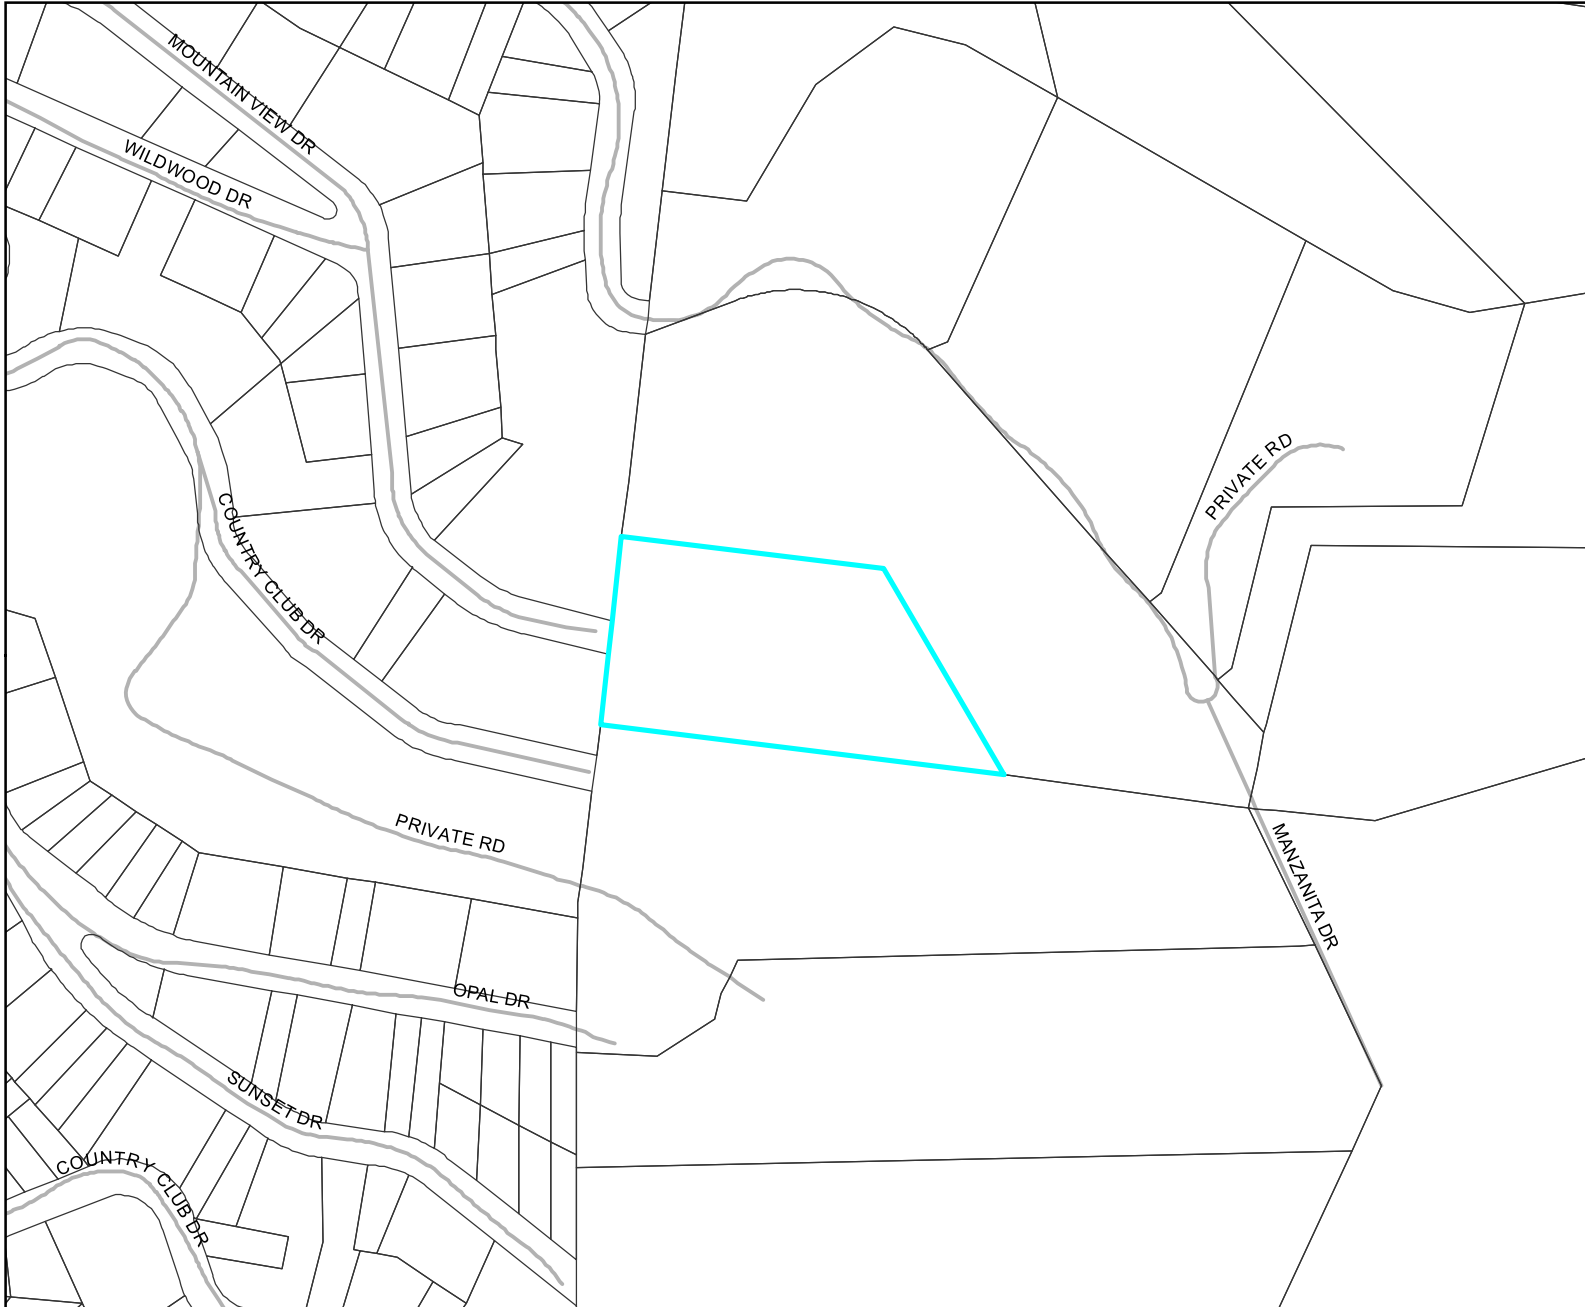 MOUNTAIN VIEW DR
WILDWOOD DR
PRIVATE RD
COUNTRY CLUB DR
PRIVATE RD
MANZANITA DR
OPAL DR
SUNSET DR
COUNTRY CLUB DR